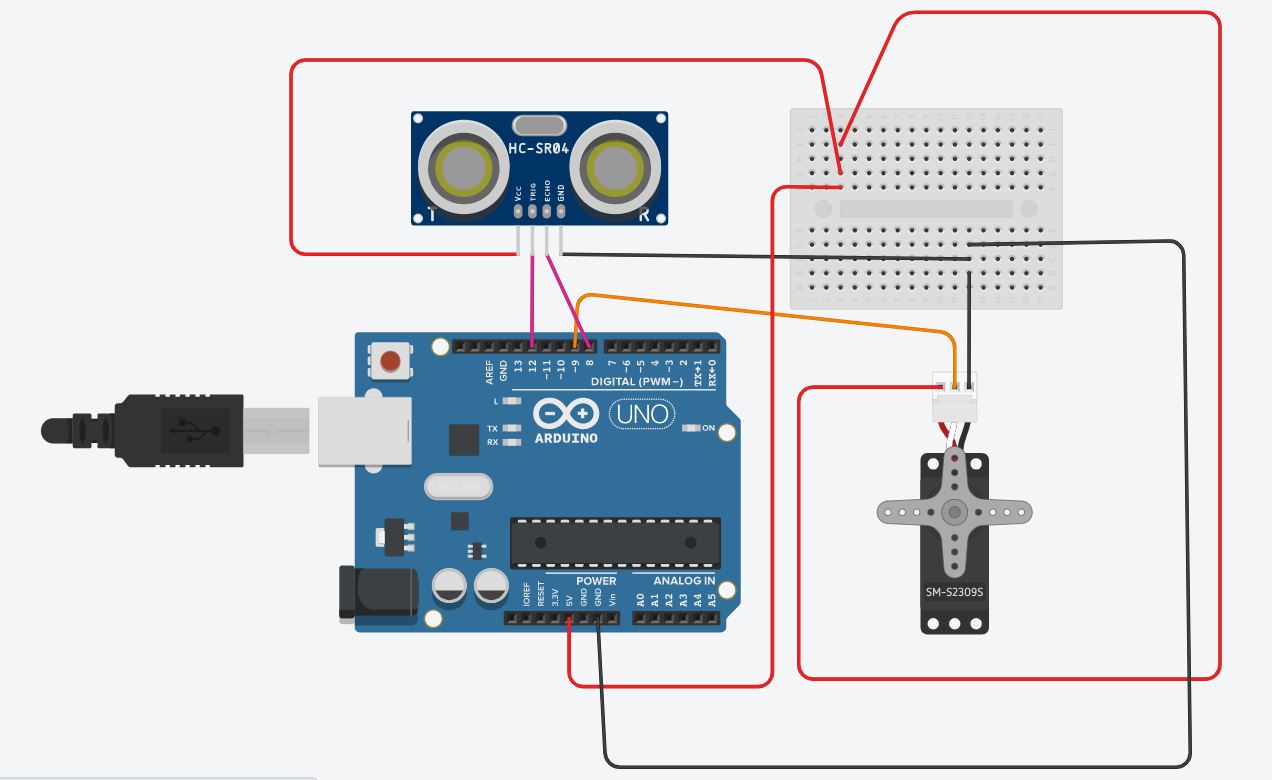 HC-SR04
VCC
TRIG
ECHO
GND
T
R
AREF
GND
13
12
~11
~10
~9
8
7
~6
~5
4
~3
2
TX→1
RX←0
DIGITAL (PWM~)
L
TX
RX
UNO
ARDUINO
ON
POWER
ANALOG IN
IOREF
RESET
3.3V
5V
GND
GND
Vin
A0
A1
A2
A3
A4
A5
SM-S2309S